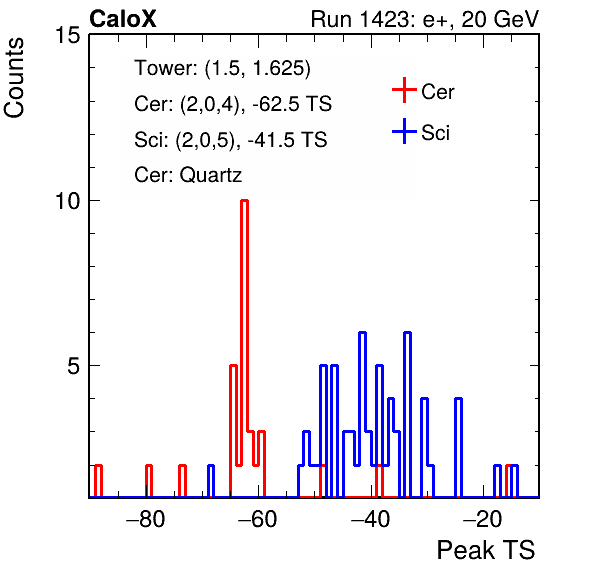 CaloX Run 1423: e+, 20 GeV
Counts
Tower: (1.5, 1.625)
Cer: (2,0,4), -62.5 TS
Sci: (2,0,5), -41.5 TS
Cer: Quartz
Cer
Sci
15
10
5
−80 −60 −40 −20
Peak TS